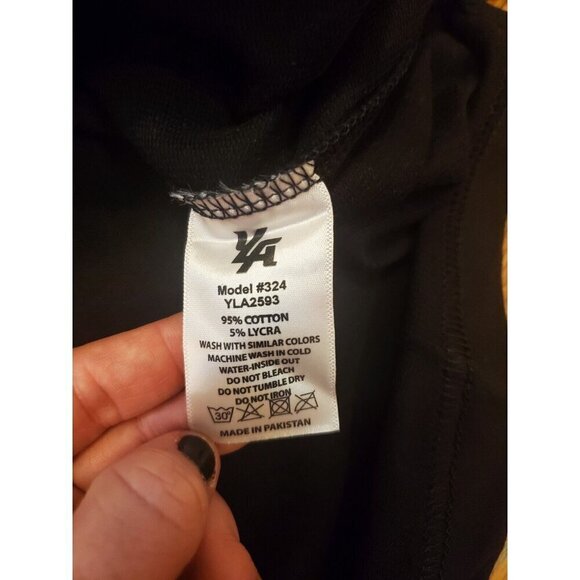 YA
Model #324
YLA2593
95% COTTON
5% LYCRA
WASH WITH SIMILAR COLORS
MACHINE WASH IN COLD
WATER-INSIDE OUT
DO NOT BLEACH
DO NOT TUMBLE DRY
DO NOT IRON
30°
MADE IN PAKISTAN